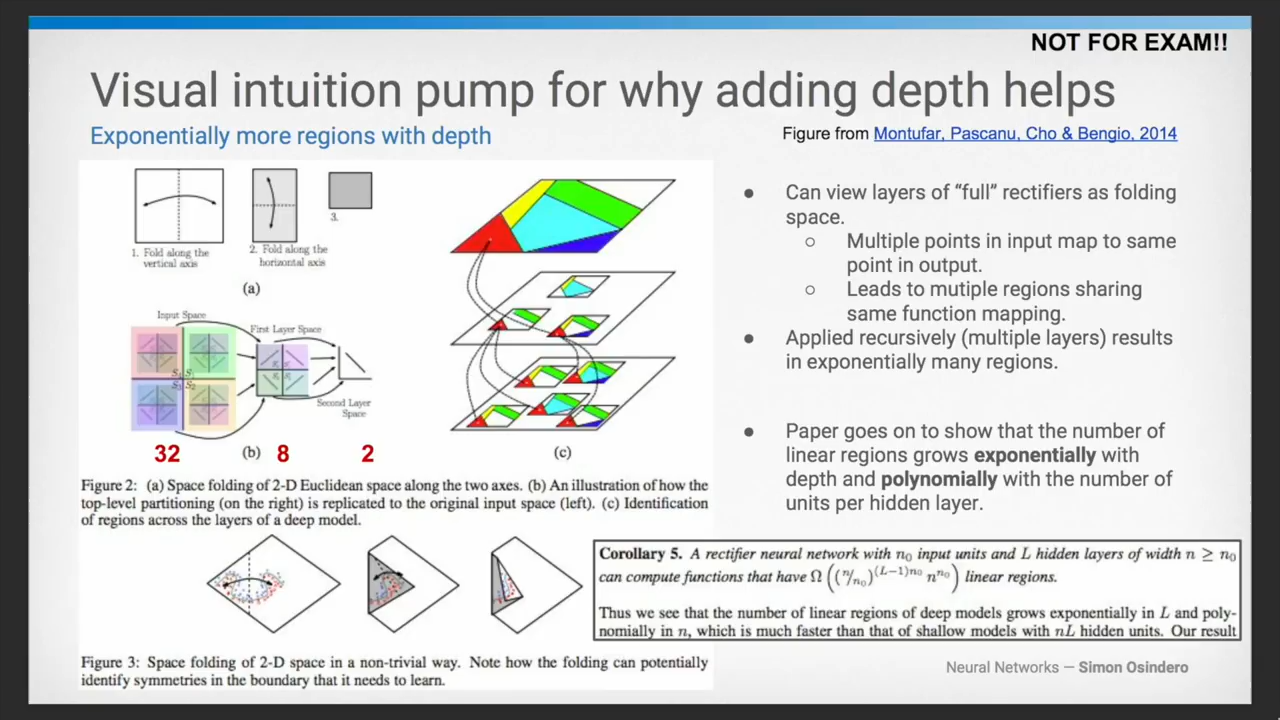 NOT FOR EXAM!!
Visual intuition pump for why adding depth helps
Exponentially more regions with depth
Figure from Montufar, Pascanu, Cho & Bengio, 2014
1. Fold along the
vertical axis
2. Fold along the
horizontal axis
3.
(a)
Input Space
First Layer Space
Second Layer
Space
32
(b)
8
2
(c)
Figure 2: (a) Space folding of 2-D Euclidean space along the two axes. (b) An illustration of how the
top-level partitioning (on the right) is replicated to the original input space (left). (c) Identification
of regions across the layers of a deep model.
Figure 3: Space folding of 2-D space in a non-trivial way. Note how the folding can potentially
identify symmetries in the boundary that it needs to learn.
● Can view layers of “full” rectifiers as folding
space.
○ Multiple points in input map to same
point in output.
○ Leads to mutiple regions sharing
same function mapping.
● Applied recursively (multiple layers) results
in exponentially many regions.
● Paper goes on to show that the number of
linear regions grows exponentially with
depth and polynomially with the number of
units per hidden layer.
Corollary 5. A rectifier neural network with n₀ input units and L hidden layers of width n ≥ n₀
can compute functions that have Ω ((n/n₀)^(L−1)n₀ n^n₀) linear regions.
Thus we see that the number of linear regions of deep models grows exponentially in L and poly-
nomially in n, which is much faster than that of shallow models with nL hidden units. Our result
Neural Networks — Simon Osindero